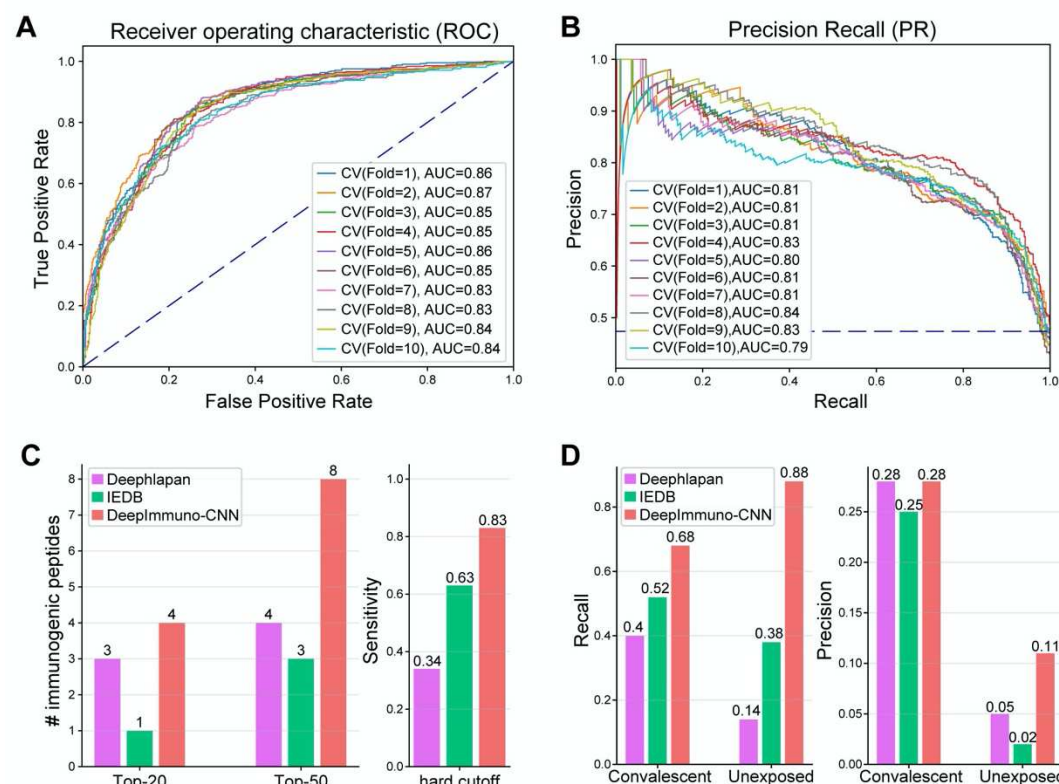 A
Receiver operating characteristic (ROC)
True Positive Rate
1.0
0.8
0.6
0.4
0.2
0.0
CV(Fold=1), AUC=0.86
CV(Fold=2), AUC=0.87
CV(Fold=3), AUC=0.85
CV(Fold=4), AUC=0.85
CV(Fold=5), AUC=0.86
CV(Fold=6), AUC=0.85
CV(Fold=7), AUC=0.83
CV(Fold=8), AUC=0.83
CV(Fold=9), AUC=0.84
CV(Fold=10), AUC=0.84
0.0 0.2 0.4 0.6 0.8 1.0
False Positive Rate
B
Precision Recall (PR)
Precision
1.0
0.9
0.8
0.7
0.6
0.5
CV(Fold=1),AUC=0.81
CV(Fold=2),AUC=0.81
CV(Fold=3),AUC=0.81
CV(Fold=4),AUC=0.83
CV(Fold=5),AUC=0.80
CV(Fold=6),AUC=0.81
CV(Fold=7),AUC=0.81
CV(Fold=8),AUC=0.84
CV(Fold=9),AUC=0.83
CV(Fold=10),AUC=0.79
0.0 0.2 0.4 0.6 0.8 1.0
Recall
C
# immunogenic peptides
8
7
6
5
4
3
2
1
0
Deephlapan
IEDB
DeepImmuno-CNN
3
1
4
4
3
8
Top-20 Top-50
Sensitivity
1.0
0.8
0.6
0.4
0.2
0.0
0.34
0.63
0.83
hard cutoff
D
Recall
0.8
0.6
0.4
0.2
0.0
Deephlapan
IEDB
DeepImmuno-CNN
0.4
0.52
0.68
0.14
0.38
0.88
Convalescent Unexposed
Precision
0.25
0.20
0.15
0.10
0.05
0.00
0.28
0.25
0.28
0.05
0.02
0.11
Convalescent Unexposed